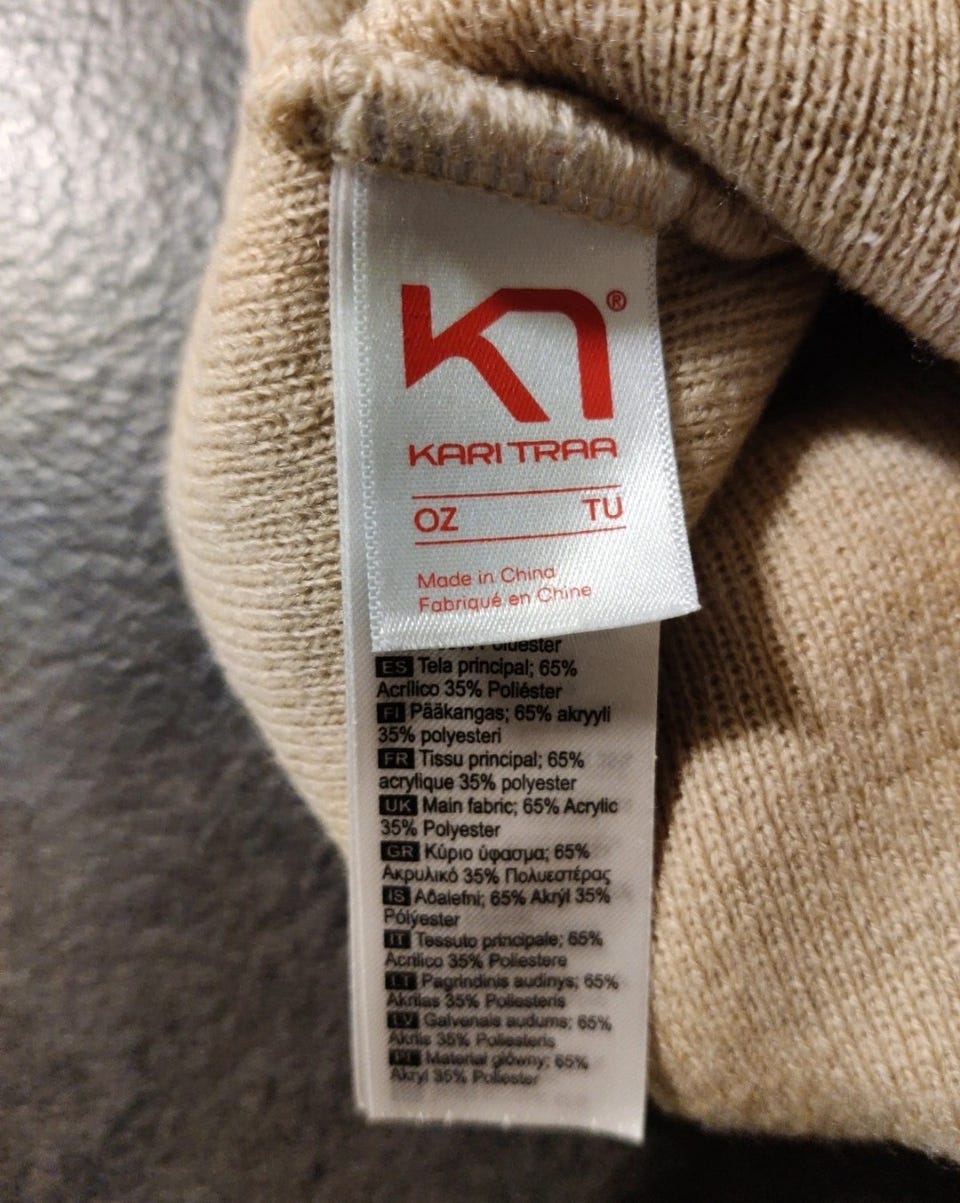 K1®
KARI TRAA
OZ TU
Made in China
Fabriqué en Chine
ES Tela principal; 65%
Acrílico 35% Poliéster
FI Pääkangas; 65% akryyli
35% polyesteri
FR Tissu principal; 65%
acrylique 35% polyester
UK Main fabric; 65% Acrylic
35% Polyester
GR Κύριο ύφασμα; 65%
Ακρυλικό 35% Πολυεστέρας
IS Aðalefni; 65% Akrýl 35%
Pólýester
IT Tessuto principale; 65%
Acrilico 35% Poliestere
LT Pagrindinis audinys; 65%
Akrilas 35% Poliesteris
LV Galvenais audums; 65%
Akrils 35% Poliesteris
PL Materiał główny; 65%
Akryl 35% Poliester